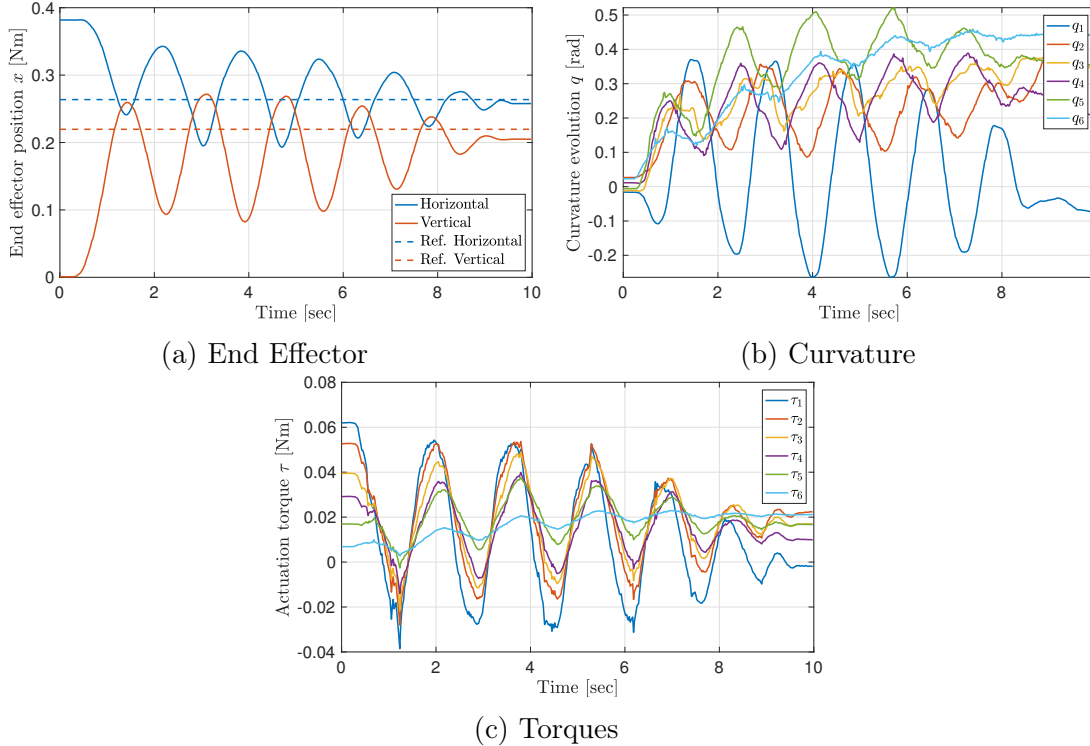 End effector position x [Nm]
0.4
0.3
0.2
0.1
0
0 2 4 6 8 10
Time [sec]
Horizontal
Vertical
Ref. Horizontal
Ref. Vertical
(a) End Effector
Curvature evolution q [rad]
0.5
0.4
0.3
0.2
0.1
0
-0.1
-0.2
0 2 4 6 8
Time [sec]
q1
q2
q3
q4
q5
q6
(b) Curvature
Actuation torque τ [Nm]
0.08
0.06
0.04
0.02
0
-0.02
-0.04
0 2 4 6 8 10
Time [sec]
τ1
τ2
τ3
τ4
τ5
τ6
(c) Torques